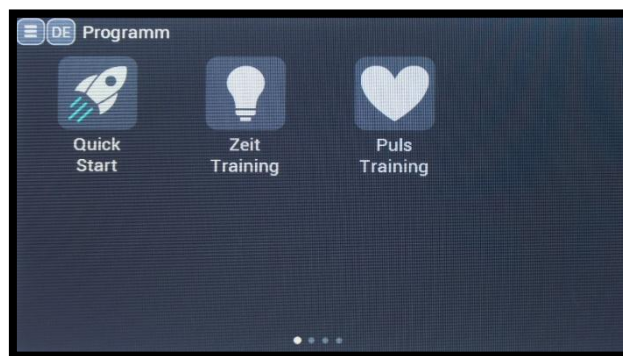 DE Programm
Quick
Start
Zeit
Training
Puls
Training